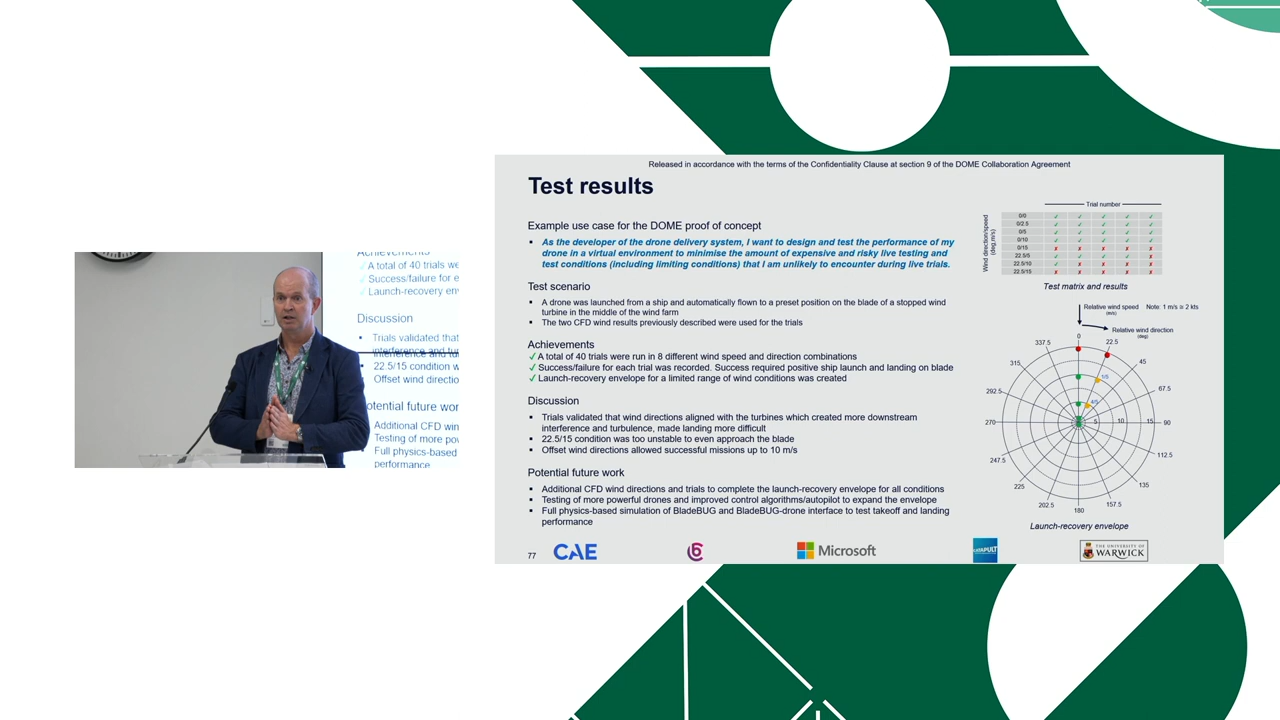 Achievements
A total of 40 trials we
Success/failure for e
Launch-recovery en
Discussion
Trials validated that
interference and tu
22.5/15 condition w
Offset wind directio
otential future wor
Additional CFD win
Testing of more po
Full physics-based
performance
Released in accordance with the terms of the Confidentiality Clause at section 9 of the DOME Collaboration Agreement
Test results
Example use case for the DOME proof of concept
▪ As the developer of the drone delivery system, I want to design and test the performance of my
drone in a virtual environment to minimise the amount of expensive and risky live testing and
test conditions (including limiting conditions) that I am unlikely to encounter during live trials.
Test scenario
▪ A drone was launched from a ship and automatically flown to a preset position on the blade of a stopped wind
turbine in the middle of the wind farm
▪ The two CFD wind results previously described were used for the trials
Achievements
✓ A total of 40 trials were run in 8 different wind speed and direction combinations
✓ Success/failure for each trial was recorded. Success required positive ship launch and landing on blade
✓ Launch-recovery envelope for a limited range of wind conditions was created
Discussion
▪ Trials validated that wind directions aligned with the turbines which created more downstream
interference and turbulence, made landing more difficult
▪ 22.5/15 condition was too unstable to even approach the blade
▪ Offset wind directions allowed successful missions up to 10 m/s
Potential future work
▪ Additional CFD wind directions and trials to complete the launch-recovery envelope for all conditions
▪ Testing of more powerful drones and improved control algorithms/autopilot to expand the envelope
▪ Full physics-based simulation of BladeBUG and BladeBUG-drone interface to test takeoff and landing
performance
Trial number
Wind direction/speed
(deg,m/s)
0/0 ✓ ✓ ✓ ✓ ✓
0/2.5 ✓ ✓ ✓ ✓ ✓
0/5 ✓ ✓ ✓ ✓ ✓
0/10 ✓ ✓ ✓ ✓ ✓
0/15 ✗ ✗ ✗ ✗ ✗
22.5/5 ✓ ✓ ✓ ✓ ✗
22.5/10 ✗ ✗ ✗ ✗
22.5/15 ✗ ✗ ✗ ✗ ✗
Test matrix and results
Relative wind speed Note: 1 m/s ≅ 2 kts
(m/s)
Relative wind direction
(deg)
0
22.5
45
67.5
90
112.5
135
157.5
180
202.5
225
247.5
270
292.5
315
337.5
1/5
4/5
5
10
15
Launch-recovery envelope
77
CAE
Microsoft
CATAPULT
THE UNIVERSITY OF
WARWICK